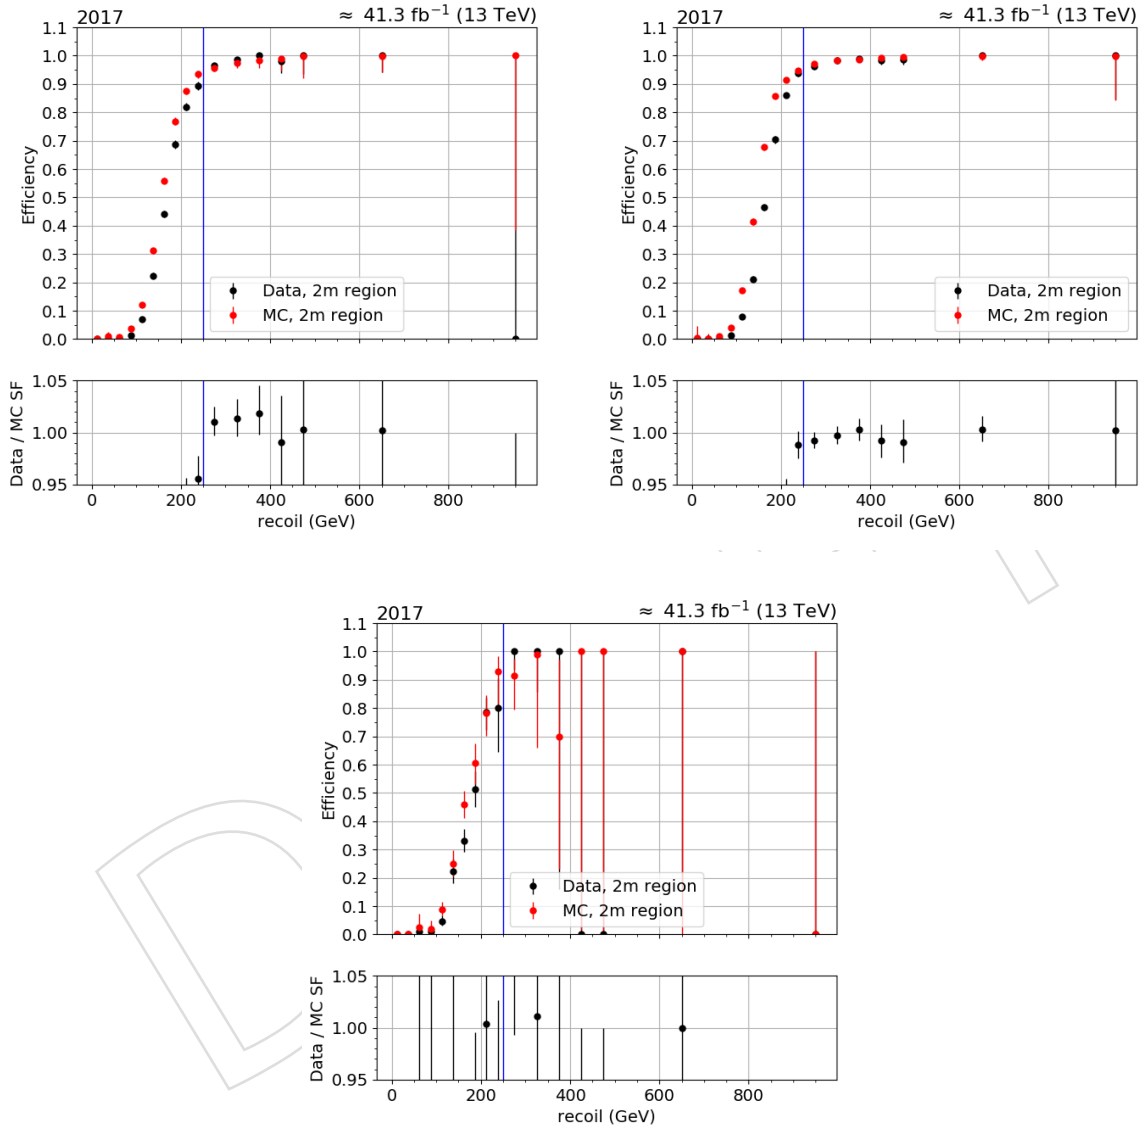 2017 ≈ 41.3 fb⁻¹ (13 TeV)
1.1
1.0
0.9
0.8
0.7
0.6
0.5
0.4
0.3
0.2
0.1
0.0
Efficiency
Data, 2m region
MC, 2m region
1.05
1.00
0.95
Data / MC SF
0 200 400 600 800
recoil (GeV)
2017 ≈ 41.3 fb⁻¹ (13 TeV)
1.1
1.0
0.9
0.8
0.7
0.6
0.5
0.4
0.3
0.2
0.1
0.0
Efficiency
Data, 2m region
MC, 2m region
1.05
1.00
0.95
Data / MC SF
0 200 400 600 800
recoil (GeV)
2017 ≈ 41.3 fb⁻¹ (13 TeV)
1.1
1.0
0.9
0.8
0.7
0.6
0.5
0.4
0.3
0.2
0.1
0.0
Efficiency
Data, 2m region
MC, 2m region
1.05
1.00
0.95
Data / MC SF
0 200 400 600 800
recoil (GeV)